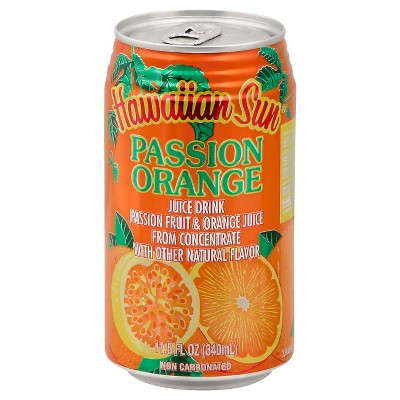 Hawaiian Sun
PASSION
ORANGE
JUICE DRINK
PASSION FRUIT & ORANGE JUICE
FROM CONCENTRATE
WITH OTHER NATURAL FLAVOR
11.5 FL OZ (340mL)
NON CARBONATED